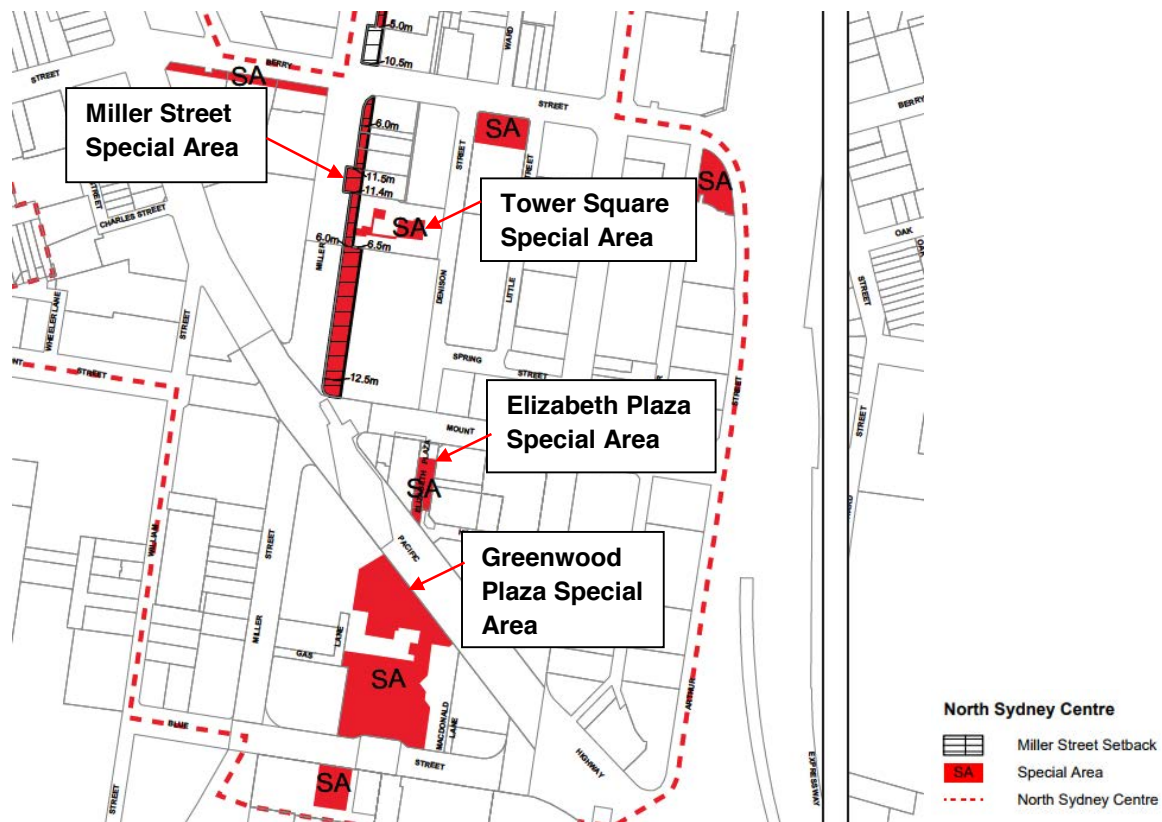 5.0m
10.5m
WARD
STREET
BERRY
SA
STREET
BERRY
Miller Street
Special Area
6.0m
SA
STREET
11.5m
11.4m
SA
STREET
CHARLES STREET
Tower Square
Special Area
SA
6.0m
6.5m
MILLER
DENISON
LITTLE
OAK
STREET
WHEELER LANE
STREET
SPRING
STREET
STREET
12.5m
STREET
Elizabeth Plaza
Special Area
MOUNT
ELIZABETH PLAZA
SA
STREET
WILLIAM
STREET
PACIFIC
Greenwood
Plaza Special
Area
MILLER
GAS
LANE
SA
MACDONALD
LANE
ARTHUR
BLUE
STREET
HIGHWAY
SA
STREET
EXPRESSWAY
North Sydney Centre
Miller Street Setback
SA
Special Area
North Sydney Centre